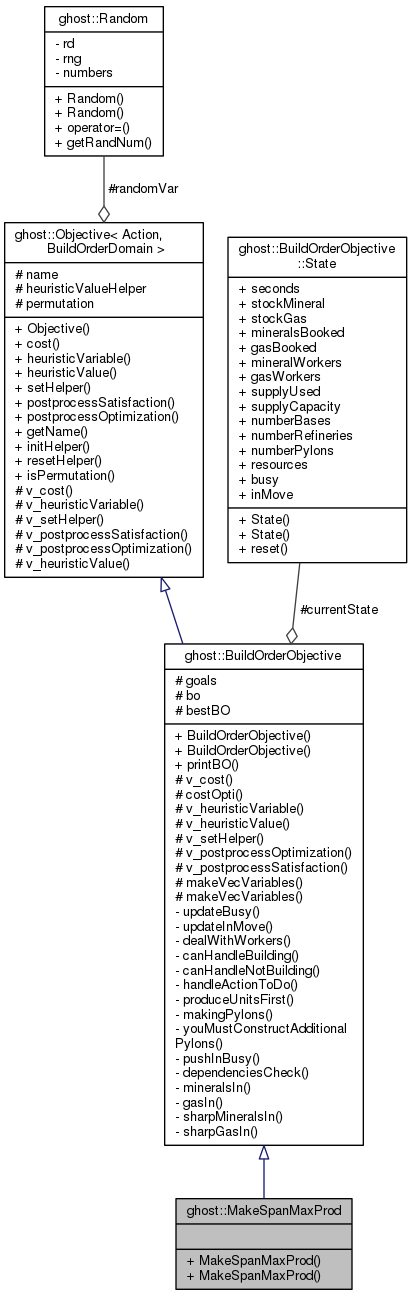 ghost::Random
- rd
- rng
- numbers
+ Random()
+ Random()
+ operator=()
+ getRandNum()
#randomVar
ghost::Objective< Action,
BuildOrderDomain >
# name
# heuristicValueHelper
# permutation
+ Objective()
+ cost()
+ heuristicVariable()
+ heuristicValue()
+ setHelper()
+ postprocessSatisfaction()
+ postprocessOptimization()
+ getName()
+ initHelper()
+ resetHelper()
+ isPermutation()
# v_cost()
# v_heuristicVariable()
# v_setHelper()
# v_postprocessSatisfaction()
# v_postprocessOptimization()
# v_heuristicValue()
ghost::BuildOrderObjective
::State
+ seconds
+ stockMineral
+ stockGas
+ mineralsBooked
+ gasBooked
+ mineralWorkers
+ gasWorkers
+ supplyUsed
+ supplyCapacity
+ numberBases
+ numberRefineries
+ numberPylons
+ resources
+ busy
+ inMove
+ State()
+ State()
+ reset()
#currentState
ghost::BuildOrderObjective
# goals
# bo
# bestBO
+ BuildOrderObjective()
+ BuildOrderObjective()
+ printBO()
# v_cost()
# costOpti()
# v_heuristicVariable()
# v_heuristicValue()
# v_setHelper()
# v_postprocessOptimization()
# v_postprocessSatisfaction()
# makeVecVariables()
# makeVecVariables()
- updateBusy()
- updateInMove()
- dealWithWorkers()
- canHandleBuilding()
- canHandleNotBuilding()
- handleActionToDo()
- produceUnitsFirst()
- makingPylons()
- youMustConstructAdditional
Pylons()
- pushInBusy()
- dependenciesCheck()
- mineralsIn()
- gasIn()
- sharpMineralsIn()
- sharpGasIn()
ghost::MakeSpanMaxProd
+ MakeSpanMaxProd()
+ MakeSpanMaxProd()